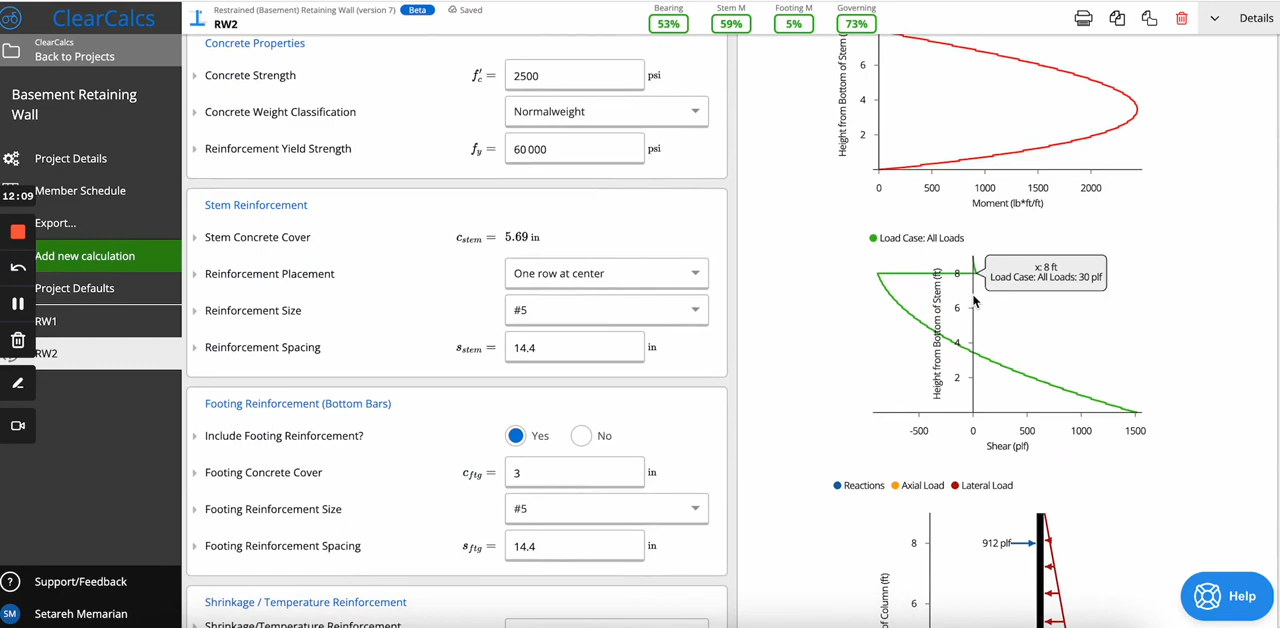 ClearCalcs
Restrained (Basement) Retaining Wall (version 7) Beta Saved
RW2
Bearing
53%
Stem M
59%
Footing M
5%
Governing
73%
Details
ClearCalcs
Back to Projects
Basement Retaining
Wall
Project Details
Member Schedule
12:09
Export...
Add new calculation
Project Defaults
RW1
RW2
Support/Feedback
SM Setareh Memarian
Concrete Properties
Concrete Strength f′c = 2500 psi
Concrete Weight Classification Normalweight
Reinforcement Yield Strength fy = 60 000 psi
Stem Reinforcement
Stem Concrete Cover cstem = 5.69 in
Reinforcement Placement One row at center
Reinforcement Size #5
Reinforcement Spacing sstem = 14.4 in
Footing Reinforcement (Bottom Bars)
Include Footing Reinforcement? Yes No
Footing Concrete Cover cftg = 3 in
Footing Reinforcement Size #5
Footing Reinforcement Spacing sftg = 14.4 in
Shrinkage / Temperature Reinforcement
Shrinkage/Temperature Reinforcement
Height from Bottom of Stem (
6
4
2
0 500 1000 1500 2000
Moment (lb*ft/ft)
Load Case: All Loads
x: 8 ft
Load Case: All Loads: 30 plf
Height from Bottom of Stem (ft)
8
6
4
2
-500 0 500 1000 1500
Shear (plf)
Reactions Axial Load Lateral Load
8
912 plf
6
of Column (ft)
? Help